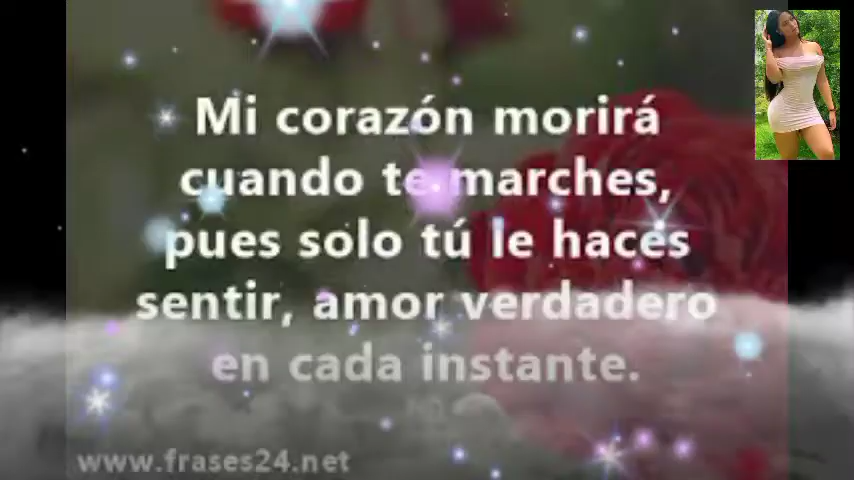 Mi corazón morirá
cuando te marches,
pues solo tú le haces
sentir, amor verdadero
en cada instante.
www.frases24.net